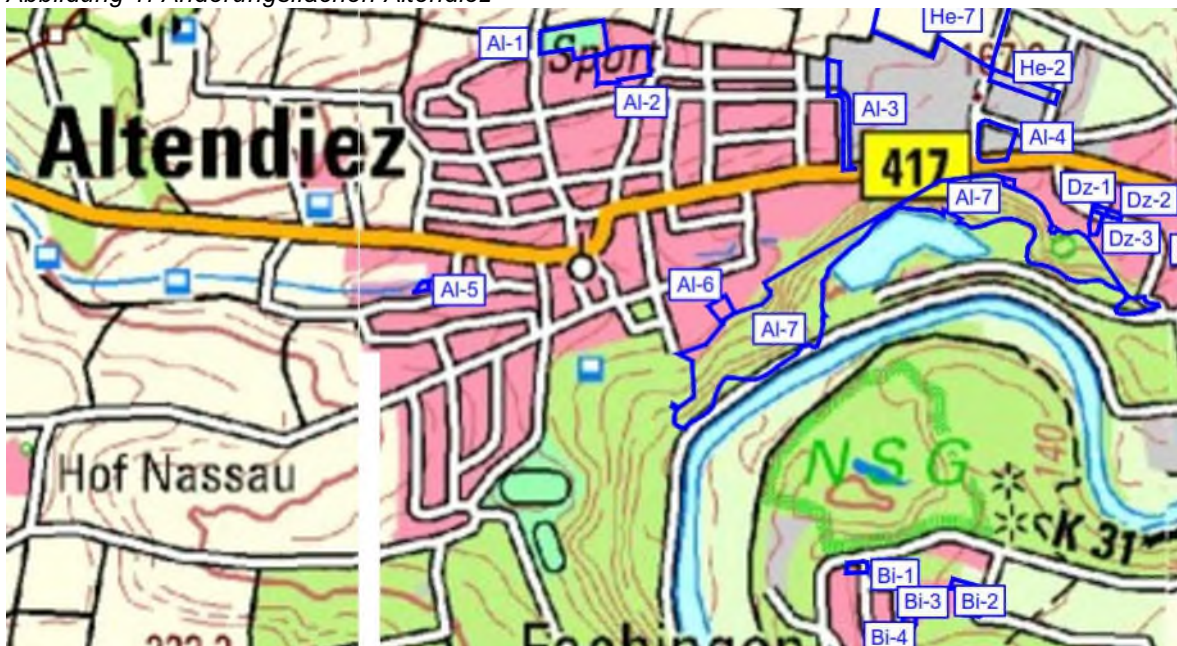 Abbildung 1: Änderungsflächen Altendiez
He-7
Al-1
Sport
He-2
Al-2
Al-3
Altendiez
417
Al-4
Al-7
Dz-1
Dz-2
Dz-3
Al-6
Al-5
Al-7
Hof Nassau
NSG
140
K 31
Bi-1
Bi-3
Bi-2
Bi-4
Fachingen